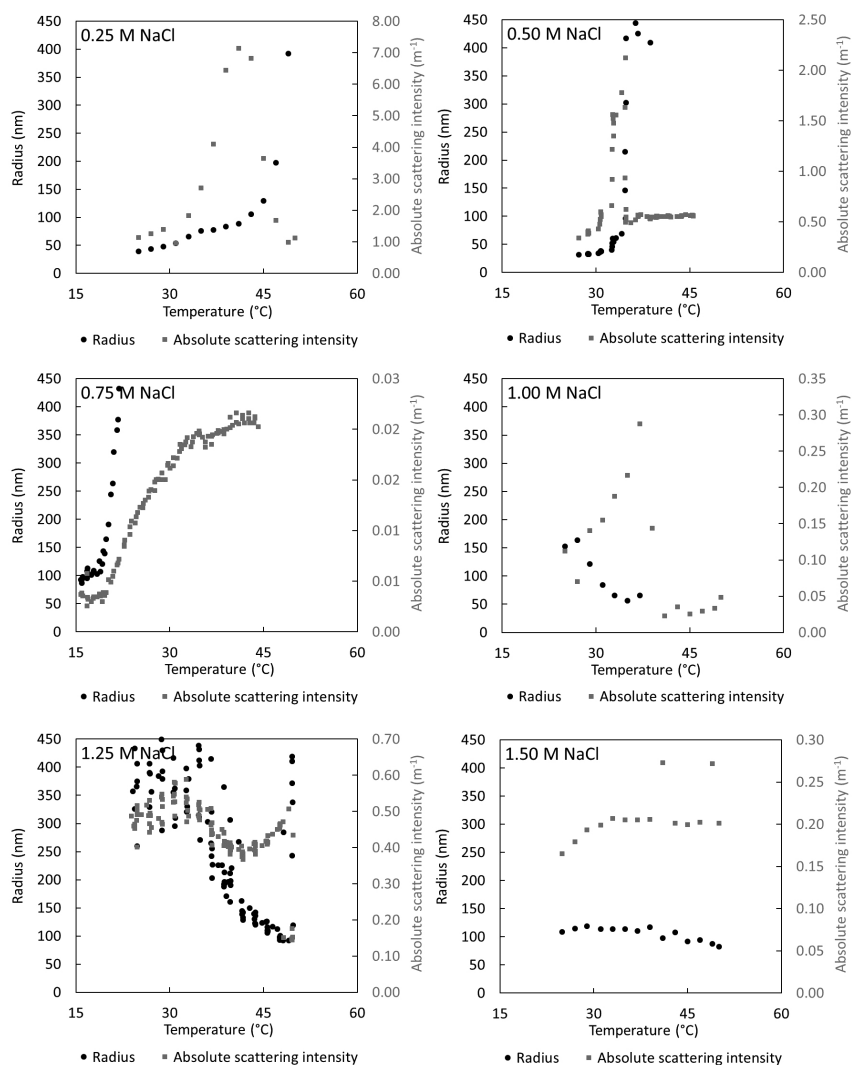 0.25 M NaCl
450
400
350
300
250
200
150
100
50
0
Radius (nm)
8.00
7.00
6.00
5.00
4.00
3.00
2.00
1.00
0.00
Absolute scattering intensity (m-1)
15 30 45 60
Temperature (°C)
Radius Absolute scattering intensity
0.50 M NaCl
450
400
350
300
250
200
150
100
50
0
Radius (nm)
2.50
2.00
1.50
1.00
0.50
0.00
Absolute scattering intensity (m-1)
15 30 45 60
Temperature (°C)
Radius Absolute scattering intensity
0.75 M NaCl
450
400
350
300
250
200
150
100
50
0
Radius (nm)
0.03
0.02
0.02
0.01
0.01
0.00
Absolute scattering intensity (m-1)
15 30 45 60
Temperature (°C)
Radius Absolute scattering intensity
1.00 M NaCl
450
400
350
300
250
200
150
100
50
0
Radius (nm)
0.35
0.30
0.25
0.20
0.15
0.10
0.05
0.00
Absolute scattering intensity (m-1)
15 30 45 60
Temperature (°C)
Radius Absolute scattering intensity
1.25 M NaCl
450
400
350
300
250
200
150
100
50
0
Radius (nm)
0.70
0.60
0.50
0.40
0.30
0.20
0.10
0.00
Absolute scattering intensity (m-1)
15 30 45 60
Temperature (°C)
Radius Absolute scattering intensity
1.50 M NaCl
450
400
350
300
250
200
150
100
50
0
Radius (nm)
0.30
0.25
0.20
0.15
0.10
0.05
0.00
Absolute scattering intensity (m-1)
15 30 45 60
Temperature (°C)
Radius Absolute scattering intensity